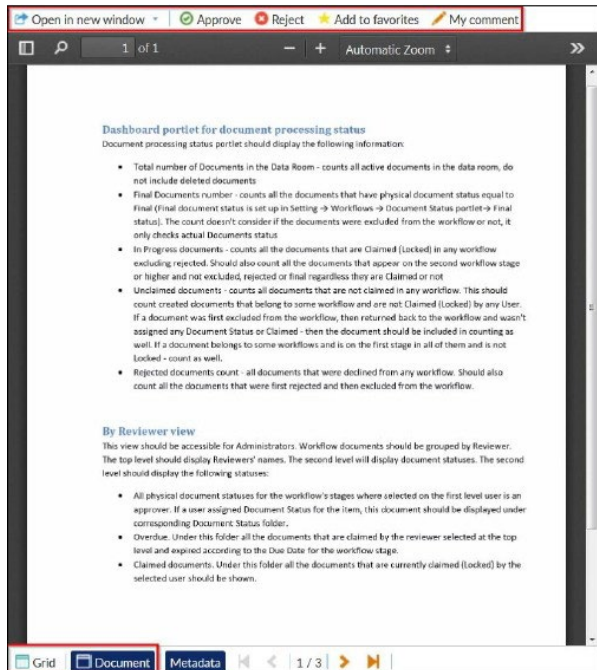 Open in new window Approve Reject Add to favorites My comment
1 of 1 Automatic Zoom
Dashboard portlet for document processing status
Document processing status portlet should display the following information:
• Total number of Documents in the Data Room - counts all active documents in the data room, do
not include deleted documents
• Final Documents number - counts all the documents that have physical document status equal to
Final (Final document status is set up in Setting → Workflows → Document Status portlet→ Final
status). The count doesn't consider if the documents were excluded from the workflow or not, it
only checks actual Documents status
• In Progress documents - counts all the documents that are Claimed (Locked) in any workflow
excluding rejected. Should also count all the documents that appear on the second workflow stage
or higher and not excluded, rejected or final regardless they are Claimed or not
• Unclaimed documents - counts all documents that are not claimed in any workflow. This should
count created documents that belong to some workflow and are not Claimed (Locked) by any User.
If a document was first excluded from the workflow, then returned back to the workflow and wasn't
assigned any Document Status or Claimed - then the document should be included in counting as
well. If a document belongs to some workflows and is on the first stage in all of them and is not
Locked - count as well.
• Rejected documents count - all documents that were declined from any workflow. Should also
count all the documents that were first rejected and then excluded from the workflow.
By Reviewer view
This view should be accessible for Administrators. Workflow documents should be grouped by Reviewer.
The top level should display Reviewers' names. The second level will display document statuses. The second
level should display the following statuses:
• All physical document statuses for the workflow's stages where selected on the first level user is an
approver. If a user assigned Document Status for the item, this document should be displayed under
corresponding Document Status folder.
• Overdue. Under this folder all the documents that are claimed by the reviewer selected at the top
level and expired according to the Due Date for the workflow stage.
• Claimed documents. Under this folder all the documents that are currently claimed (Locked) by the
selected user should be shown.
Grid Document Metadata 1 / 3